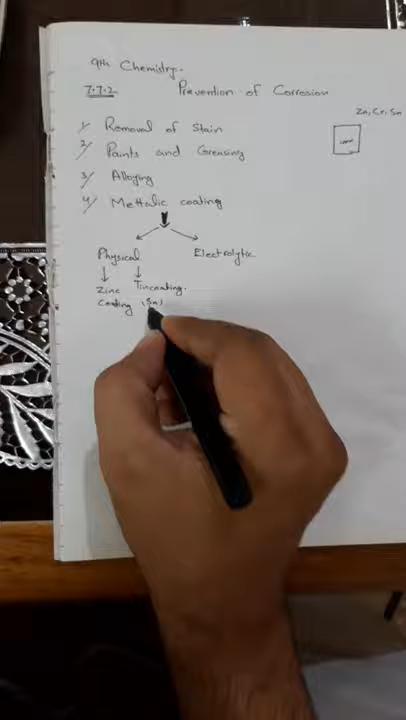 9th Chemistry.
7.7.2 Prevention of Corrosion
Zn, Cr, Sn
1/ Removal of Stain
2/ Paints and Greasing
3/ Alloying
4/ Mettalic coating
Physical Electrolytic
Zinc Tincoating.
Coating (Sn)